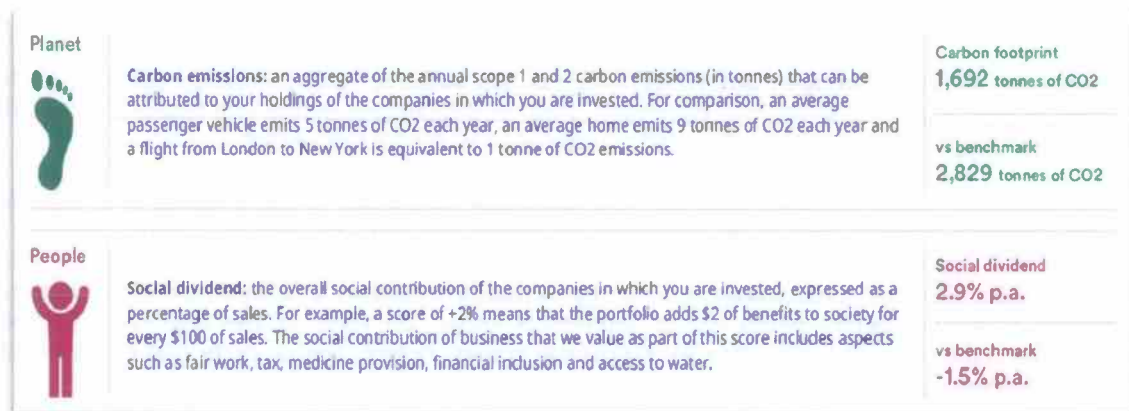 Planet
Carbon emissions: an aggregate of the annual scope 1 and 2 carbon emissions (in tonnes) that can be
attributed to your holdings of the companies in which you are invested. For comparison, an average
passenger vehicle emits 5 tonnes of CO2 each year, an average home emits 9 tonnes of CO2 each year and
a flight from London to New York is equivalent to 1 tonne of CO2 emissions.
Carbon footprint
1,692 tonnes of CO2
vs benchmark
2,829 tonnes of CO2
People
Social dividend: the overall social contribution of the companies in which you are invested, expressed as a
percentage of sales. For example, a score of +2% means that the portfolio adds $2 of benefits to society for
every $100 of sales. The social contribution of business that we value as part of this score includes aspects
such as fair work, tax, medicine provision, financial inclusion and access to water.
Social dividend
2.9% p.a.
vs benchmark
-1.5% p.a.